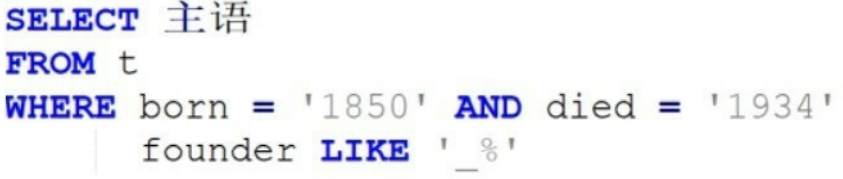 SELECT 主语
FROM t
WHERE born = '1850' AND died = '1934'
founder LIKE '_%'